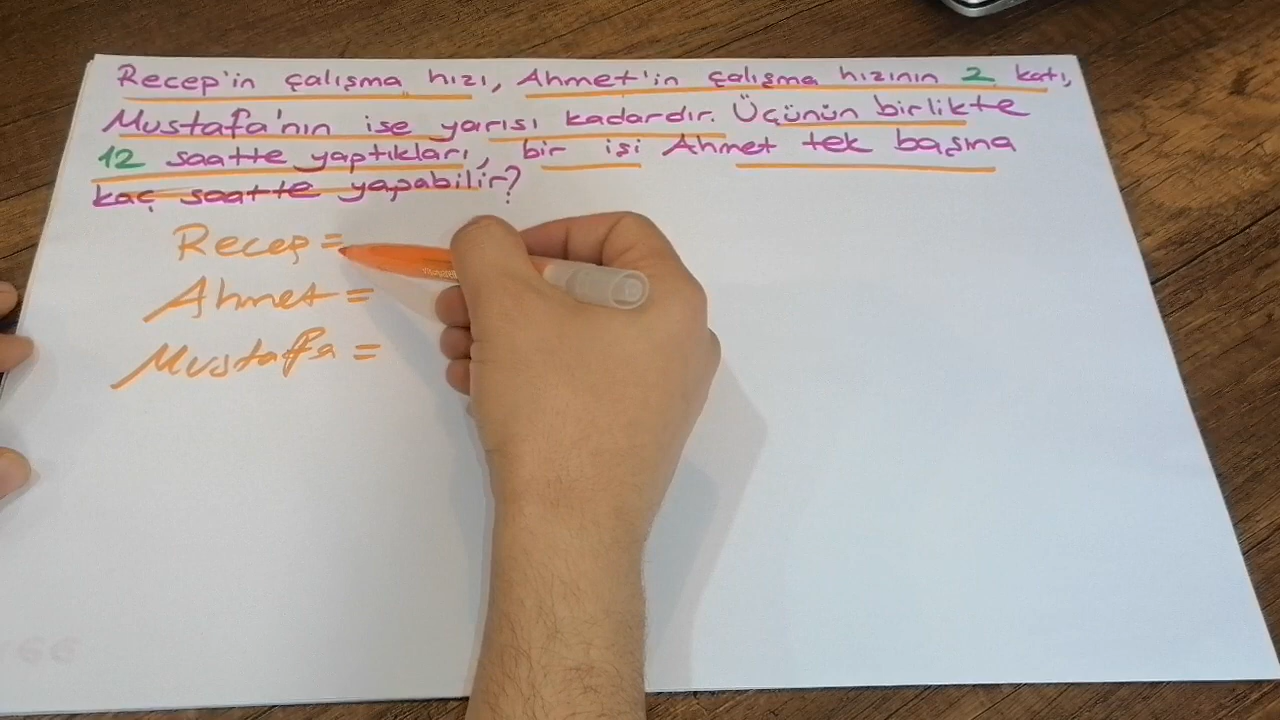 Recep'in çalışma hızı, Ahmet'in çalışma hızının 2 katı,
Mustafa'nın ise yarısı kadardır. Üçünün birlikte
12 saatte yaptıkları, bir işi Ahmet tek başına
kaç saatte yapabilir?
Recep =
Ahmet =
Mustafa =